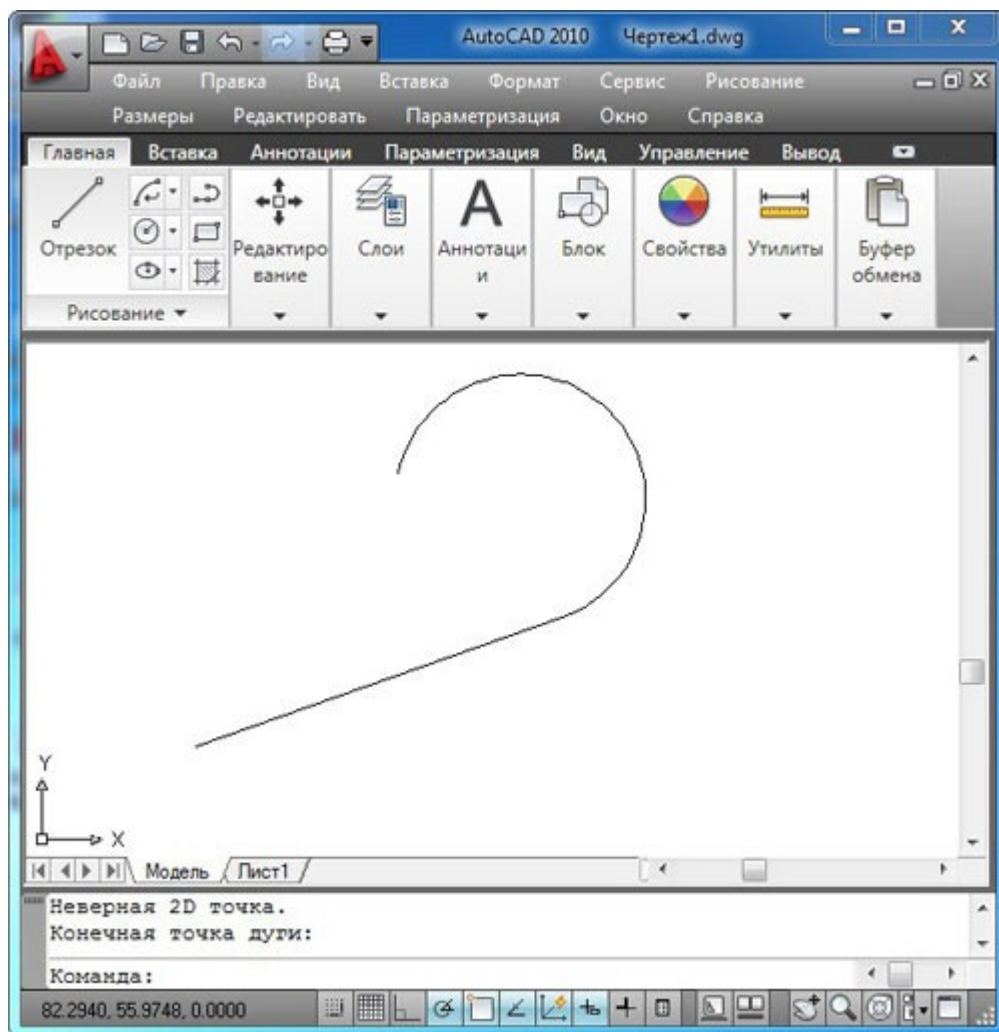 AutoCAD 2010 Чертеж1.dwg
Файл Правка Вид Вставка Формат Сервис Рисование
Размеры Редактировать Параметризация Окно Справка
Главная Вставка Аннотации Параметризация Вид Управление Вывод
Отрезок
Редактиро
вание
Слои
A
Аннотаци
и
Блок
Свойства
Утилиты
Буфер
обмена
Рисование
Y
X
Модель Лист1
Неверная 2D точка.
Конечная точка дуги:
Команда:
82.2940, 55.9748, 0.0000